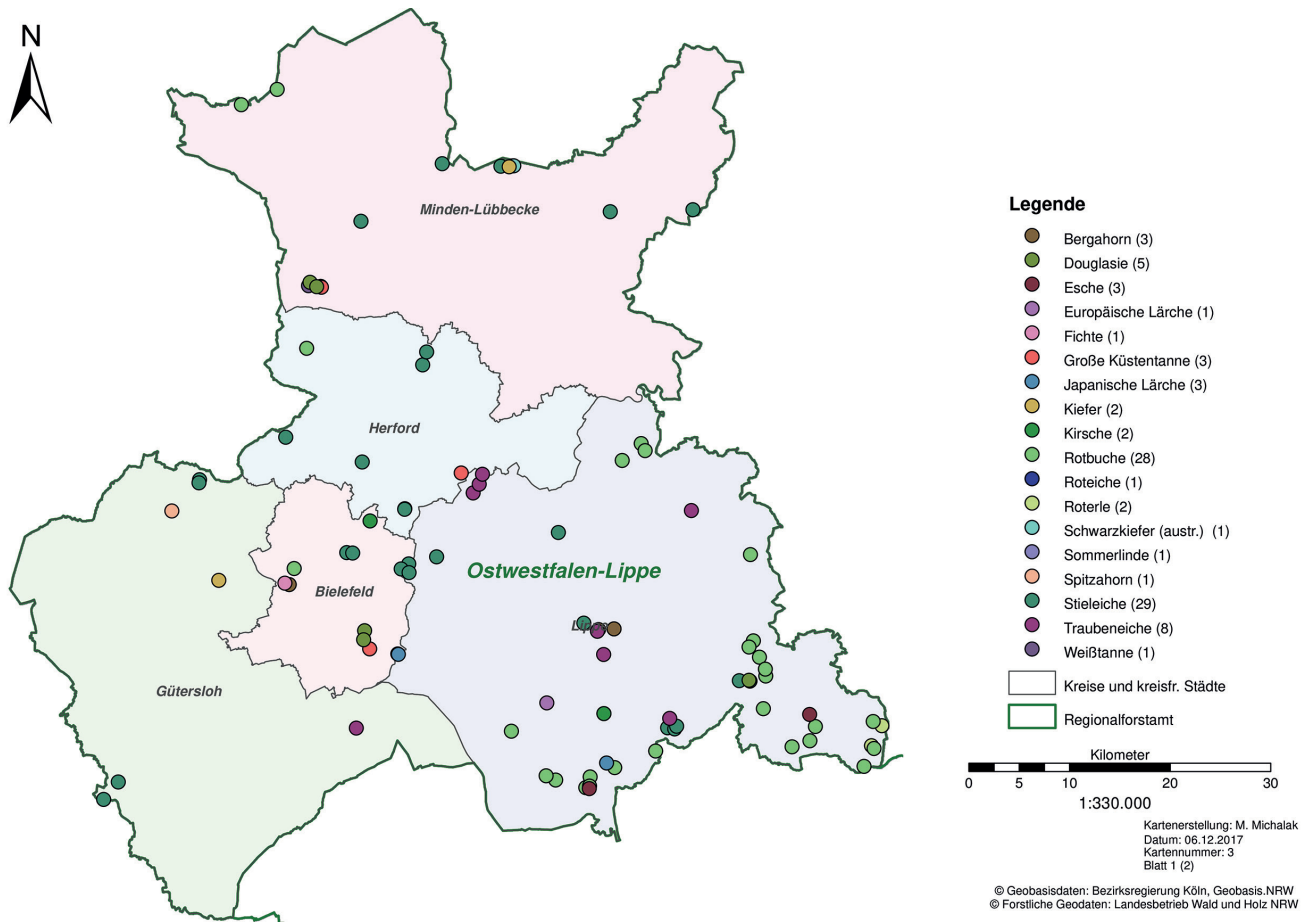 N
Minden-Lübbecke
Herford
Ostwestfalen-Lippe
Bielefeld
Lippe
Gütersloh
Legende
Bergahorn (3)
Douglasie (5)
Esche (3)
Europäische Lärche (1)
Fichte (1)
Große Küstentanne (3)
Japanische Lärche (3)
Kiefer (2)
Kirsche (2)
Rotbuche (28)
Roteiche (1)
Roterle (2)
Schwarzkiefer (austr.) (1)
Sommerlinde (1)
Spitzahorn (1)
Stieleiche (29)
Traubeneiche (8)
Weißtanne (1)
Kreise und kreisfr. Städte
Regionalforstamt
Kilometer
0 5 10 20 30
1:330.000
Kartenerstellung: M. Michalak
Datum: 06.12.2017
Kartennummer: 3
Blatt 1 (2)
© Geobasisdaten: Bezirksregierung Köln, Geobasis.NRW
© Forstliche Geodaten: Landesbetrieb Wald und Holz NRW